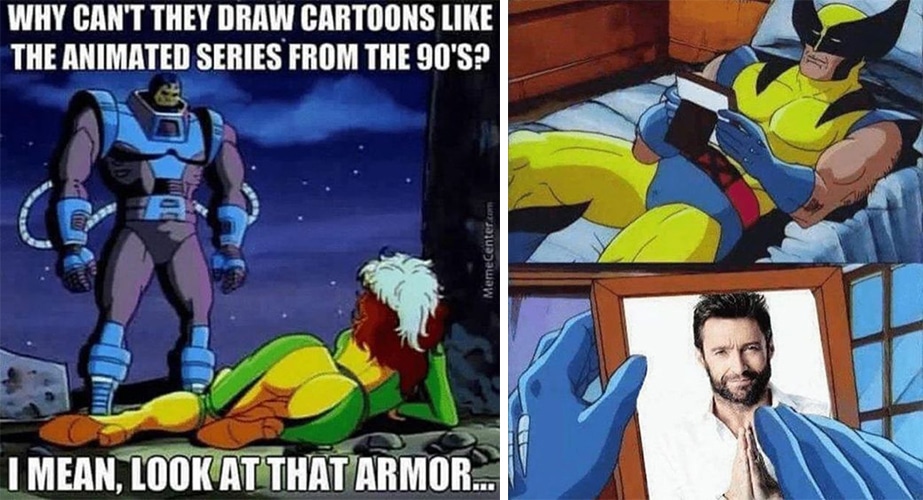 WHY CAN'T THEY DRAW CARTOONS LIKE
THE ANIMATED SERIES FROM THE 90'S?
MemeCenter.com
I MEAN, LOOK AT THAT ARMOR...